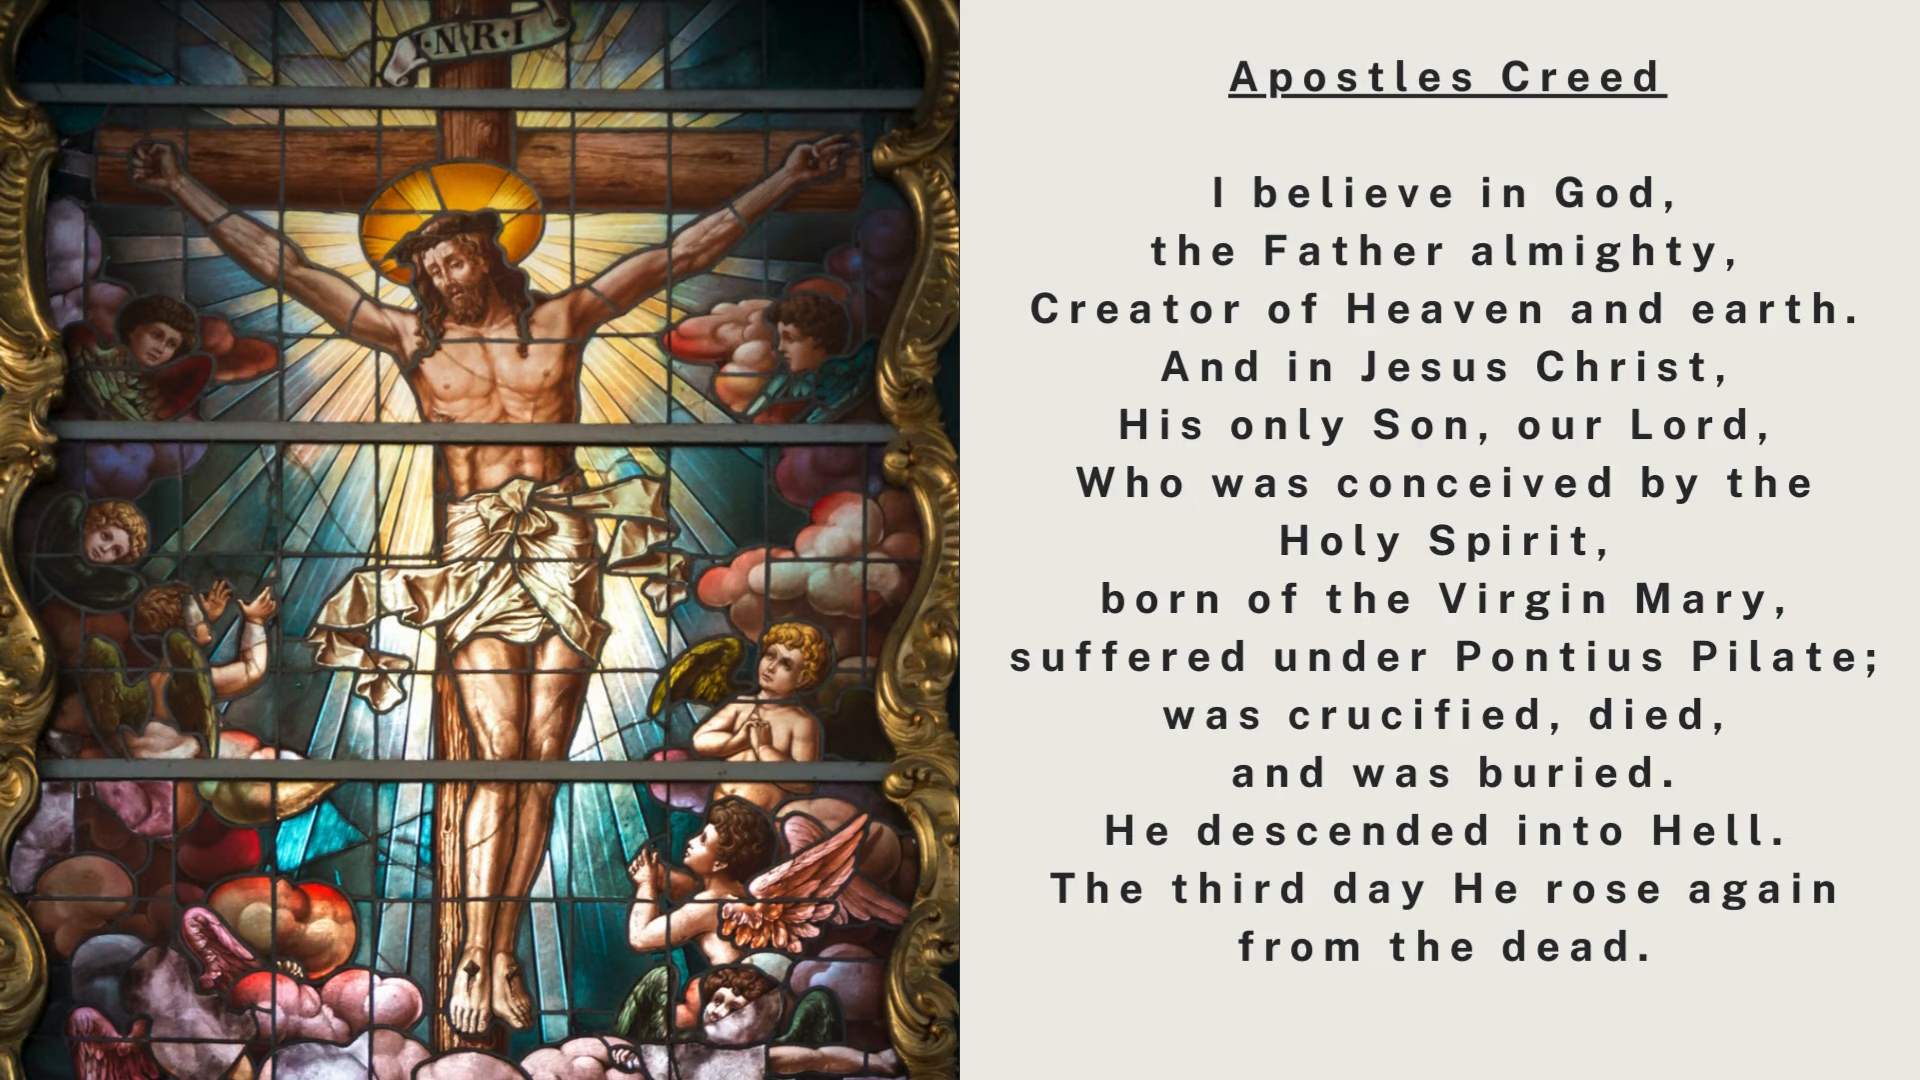 I·N·R·I
Apostles Creed
I believe in God,
the Father almighty,
Creator of Heaven and earth.
And in Jesus Christ,
His only Son, our Lord,
Who was conceived by the
Holy Spirit,
born of the Virgin Mary,
suffered under Pontius Pilate;
was crucified, died,
and was buried.
He descended into Hell.
The third day He rose again
from the dead.